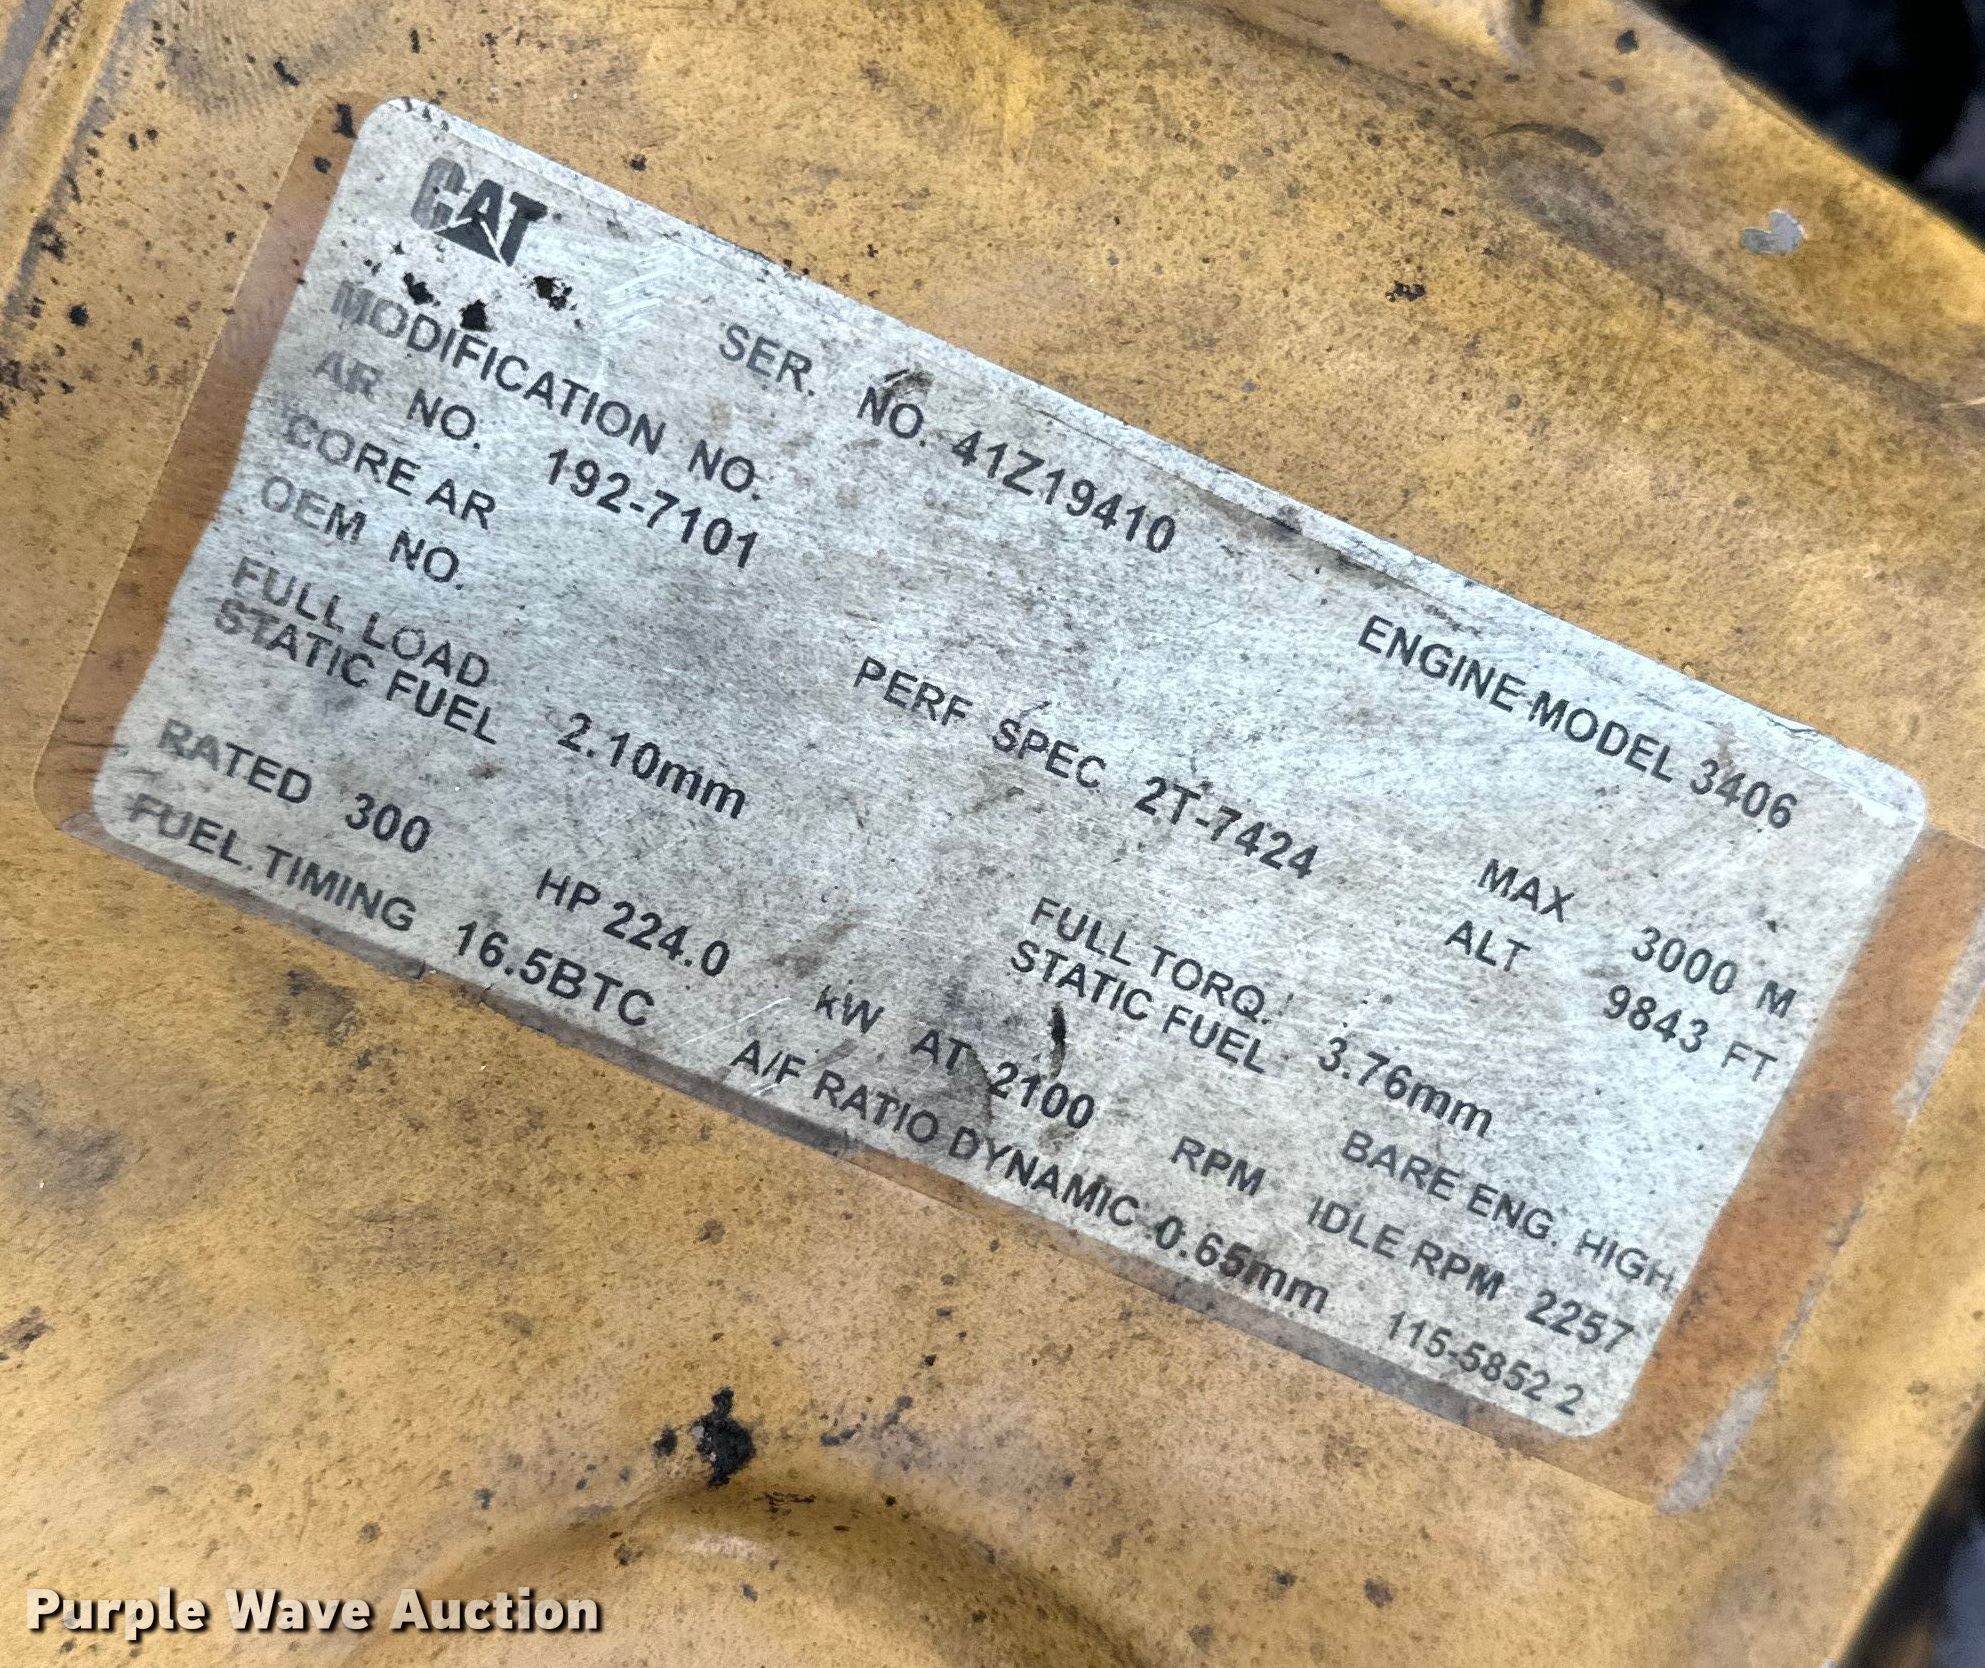 CAT
SER. NO. 41Z19410 ENGINE MODEL 3406
MODIFICATION NO.
AR NO. 192-7101
CORE AR
OEM NO. PERF SPEC 2T-7424 MAX ALT 3000 M 9843 FT
FULL LOAD STATIC FUEL 2.10mm FULL TORQ. STATIC FUEL 3.76mm
RATED 300 HP 224.0 kW AT 2100 RPM BARE ENG. HIGH IDLE RPM 2257
FUEL TIMING 16.5BTC A/F RATIO DYNAMIC 0.65mm 115-5852 2
Purple Wave Auction